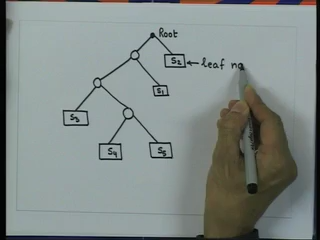 Root
S2 ← leaf no
S1
S3
S4
S5